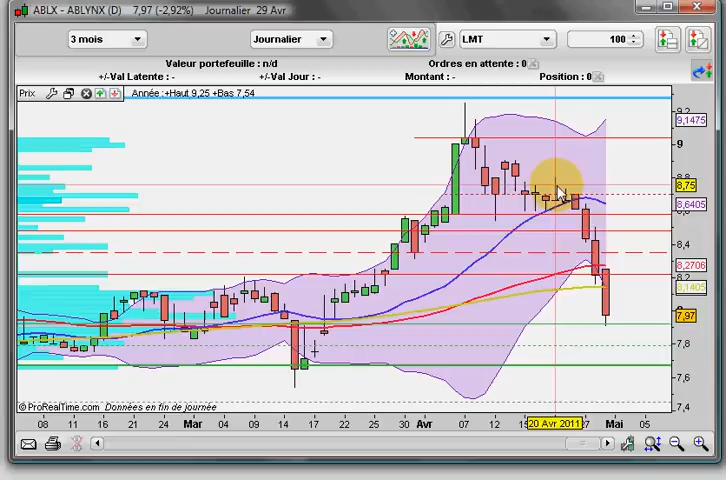 ABLX - ABLYNX (D) 7,97 (-2,92%) Journalier 29 Avr
3 mois Journalier LMT 100
Valeur portefeuille : n/d Ordres en attente : 0
+/-Val Latente : - +/-Val Jour : - Montant : - Position : 0
Prix Année : +Haut 9,25 +Bas 7,54
9,2
9,1475
9
8,75
8,6405
8,4
8,2706
8,1405
7,97
7,8
7,6
7,4
© ProRealTime.com Données en fin de journée
08 11 16 21 24 Mar 04 09 14 17 22 25 30 Avr 07 12 20 Avr 2011 27 Mai 05